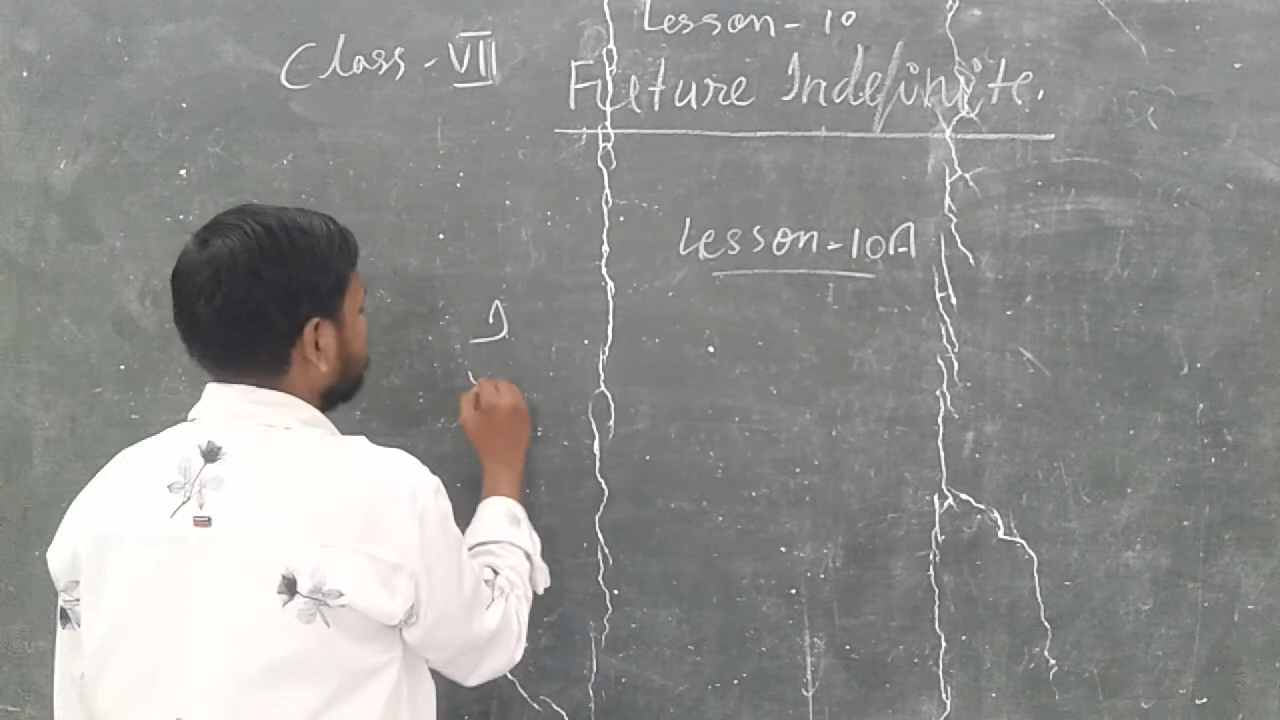 Lesson - 10
Class - VII
Future Indefinite.
Lesson - 10A
I